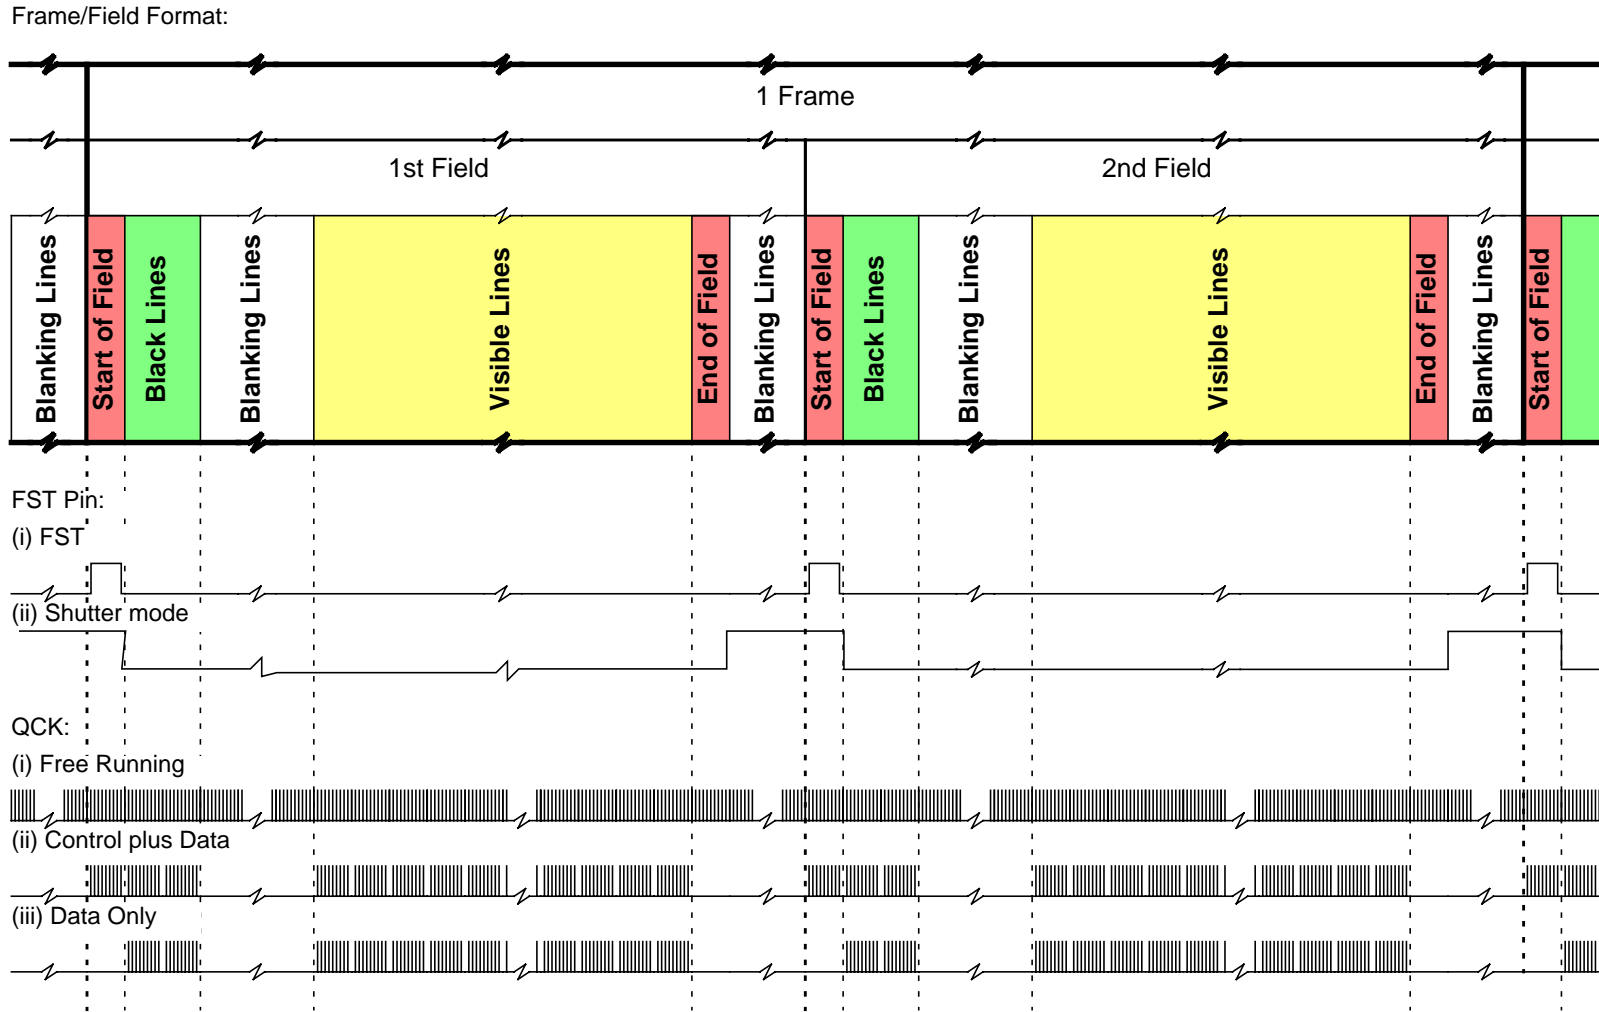 Frame/Field Format:
1 Frame
1st Field
2nd Field
Blanking Lines
Start of Field
Black Lines
Blanking Lines
Visible Lines
End of Field
Blanking Lines
Start of Field
Black Lines
Blanking Lines
Visible Lines
End of Field
Blanking Lines
Start of Field
FST Pin:
(i) FST
(ii) Shutter mode
QCK:
(i) Free Running
(ii) Control plus Data
(iii) Data Only